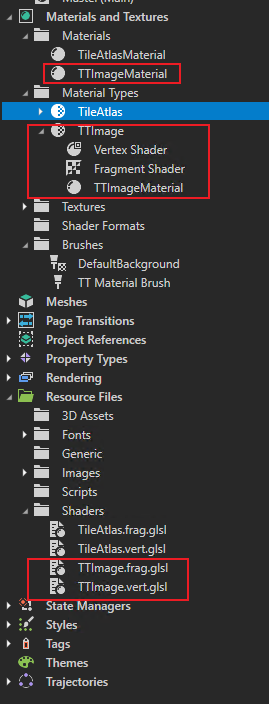 Materials and Textures
Materials
TileAtlasMaterial
TTImageMaterial
Material Types
TileAtlas
TTImage
Vertex Shader
Fragment Shader
TTImageMaterial
Textures
Shader Formats
Brushes
DefaultBackground
TT Material Brush
Meshes
Page Transitions
Project References
Property Types
Rendering
Resource Files
3D Assets
Fonts
Generic
Images
Scripts
Shaders
TileAtlas.frag.glsl
TileAtlas.vert.glsl
TTImage.frag.glsl
TTImage.vert.glsl
State Managers
Styles
Tags
Themes
Trajectories